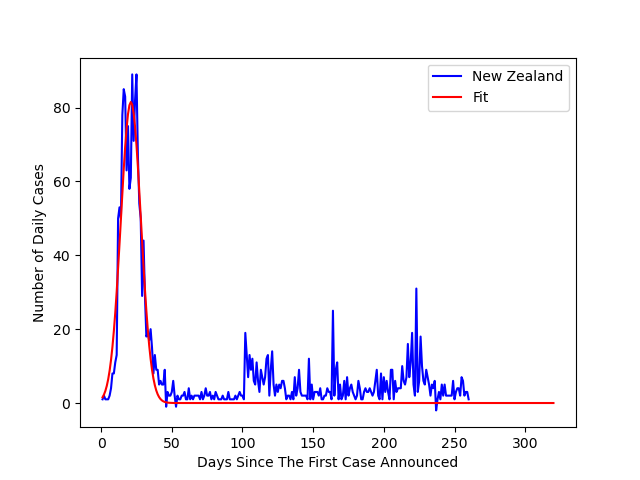 New Zealand
Fit
Number of Daily Cases
80
60
40
20
0
0 50 100 150 200 250 300
Days Since The First Case Announced